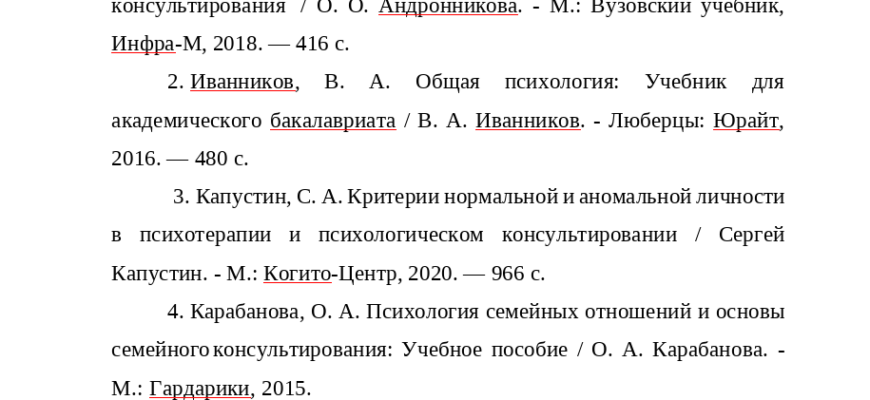 консультирования / О. О. Андронникова. - М.: Вузовский учебник,
Инфра-М, 2018. — 416 с.
2. Иванников, В. А. Общая психология: Учебник для
академического бакалавриата / В. А. Иванников. - Люберцы: Юрайт,
2016. — 480 с.
3. Капустин, С. А. Критерии нормальной и аномальной личности
в психотерапии и психологическом консультировании / Сергей
Капустин. - М.: Когито-Центр, 2020. — 966 с.
4. Карабанова, О. А. Психология семейных отношений и основы
семейного консультирования: Учебное пособие / О. А. Карабанова. -
М.: Гардарики, 2015.